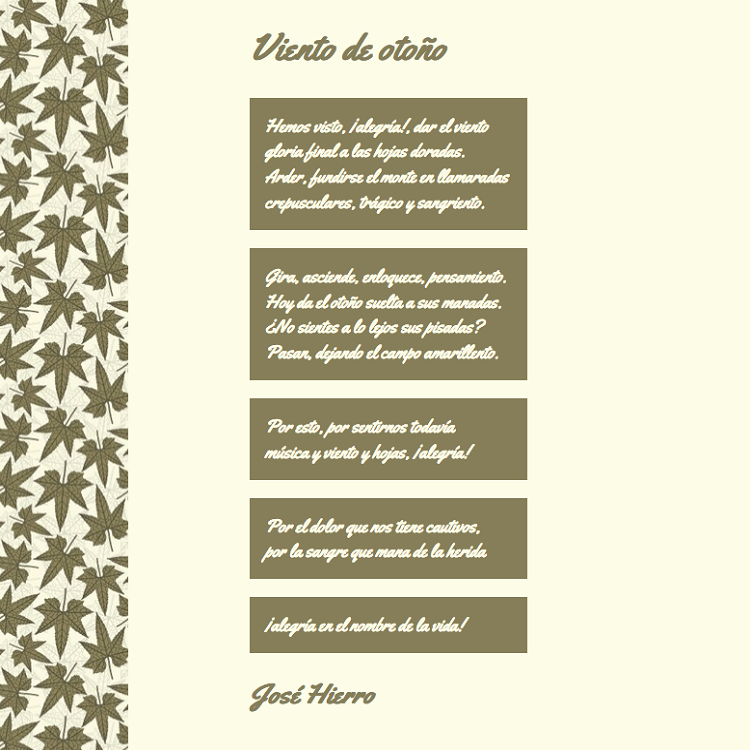 Viento de otoño
Hemos visto, ¡alegría!, dar el viento
gloria final a las hojas doradas.
Arder, fundirse el monte en llamaradas
crepusculares, trágico y sangriento.
Gira, asciende, enloquece, pensamiento.
Hoy da el otoño suelta a sus manadas.
¿No sientes a lo lejos sus pisadas?
Pasan, dejando el campo amarillento.
Por esto, por sentirnos todavía
música y viento y hojas, ¡alegría!
Por el dolor que nos tiene cautivos,
por la sangre que mana de la herida
¡alegría en el nombre de la vida!
José Hierro